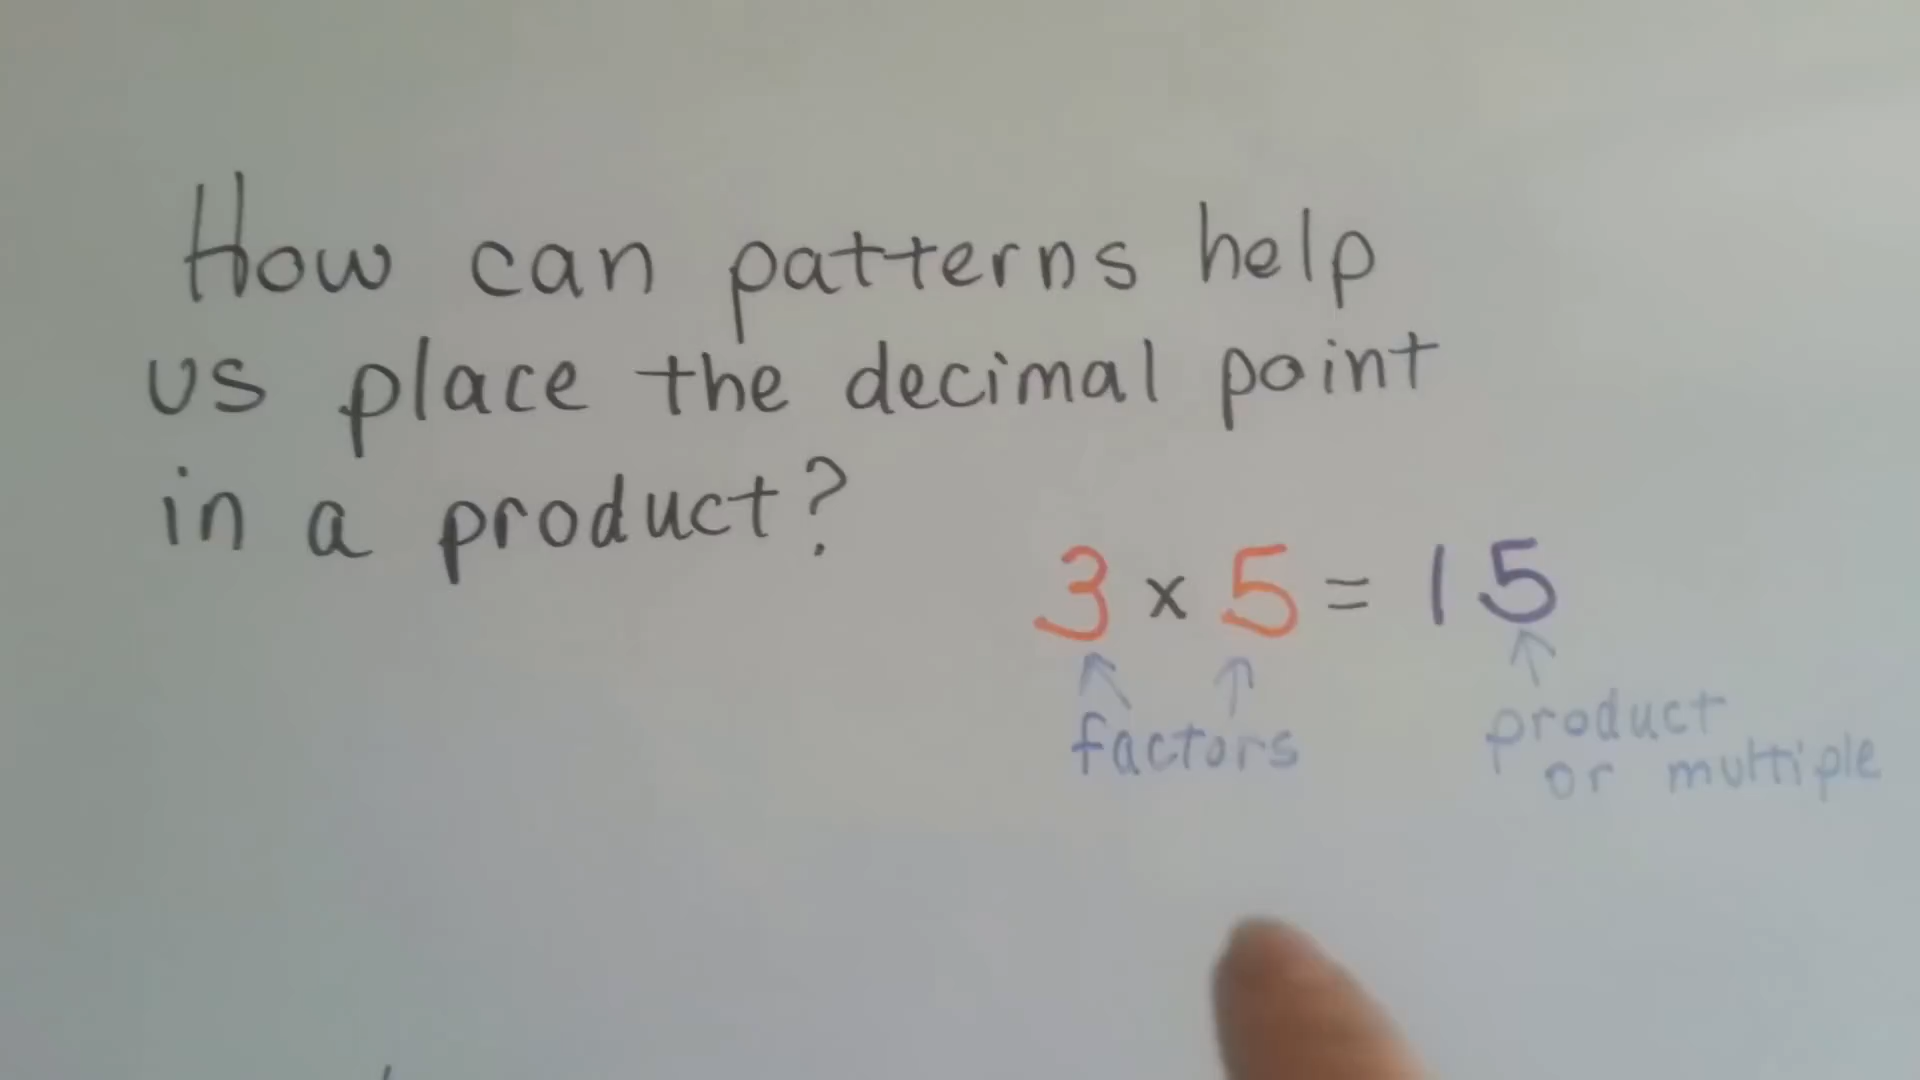 How can patterns help
us place the decimal point
in a product?
3 x 5 = 15
factors
product
or multiple